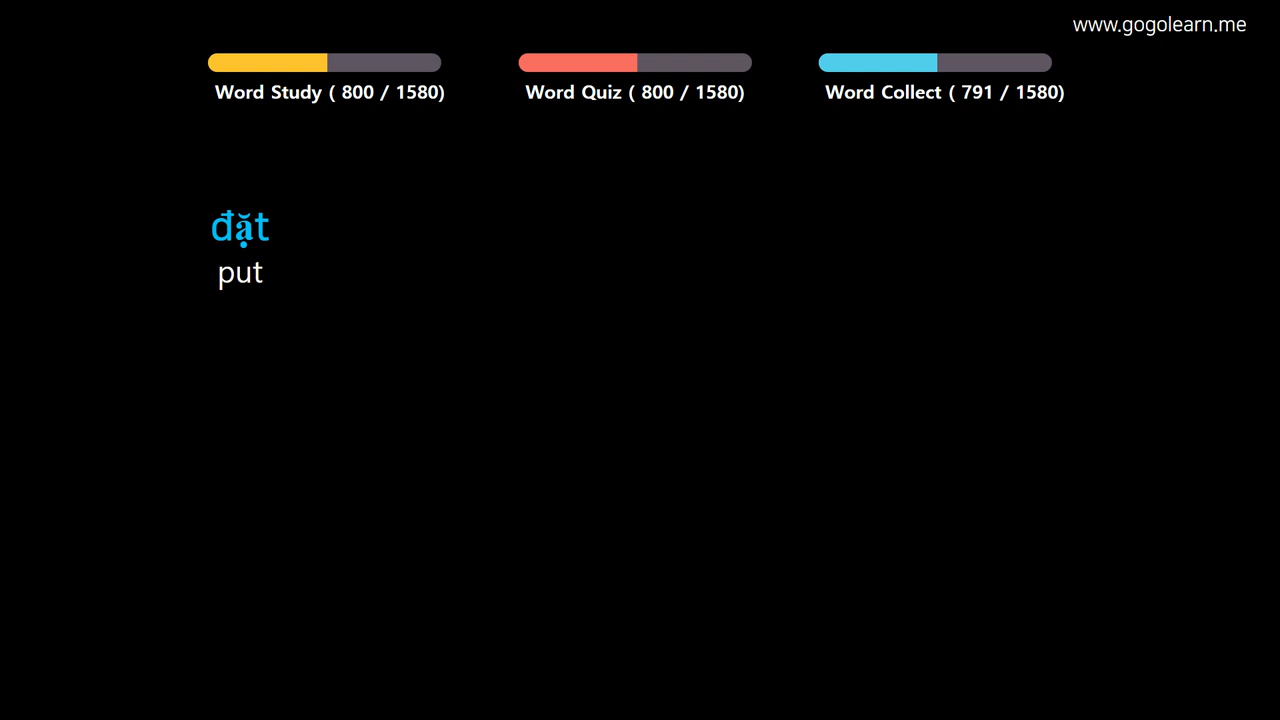 www.gogolearn.me
Word Study ( 800 / 1580)
Word Quiz ( 800 / 1580)
Word Collect ( 791 / 1580)
đặt
put